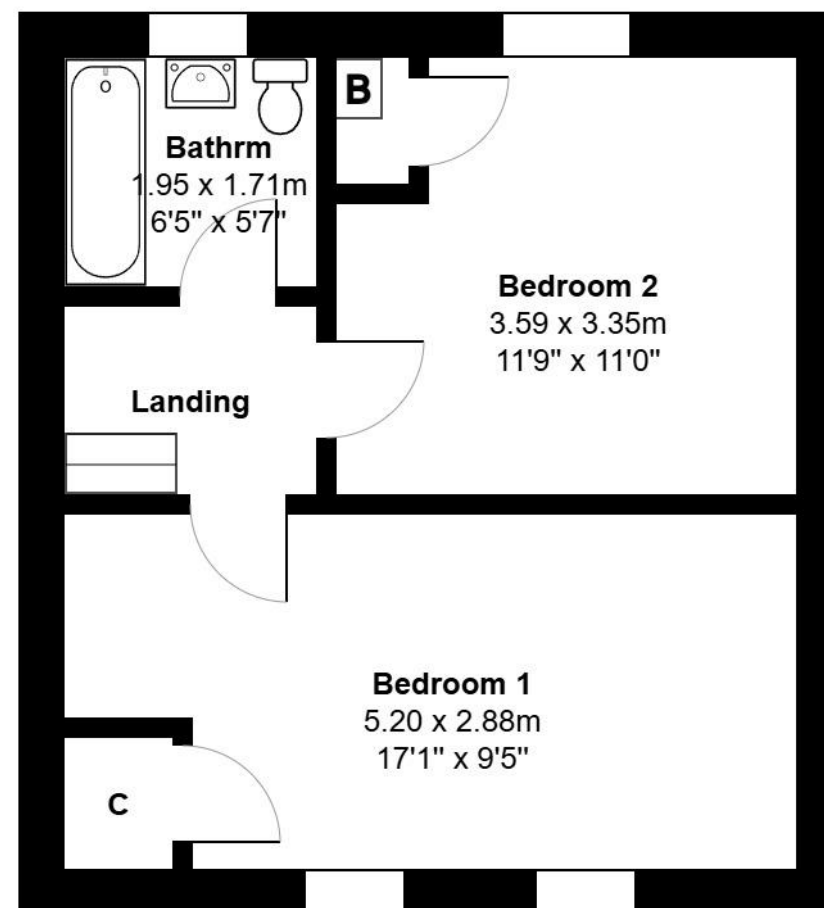 B
Bathrm
1.95 x 1.71m
6'5" x 5'7"
Bedroom 2
3.59 x 3.35m
11'9" x 11'0"
Landing
Bedroom 1
5.20 x 2.88m
17'1" x 9'5"
C